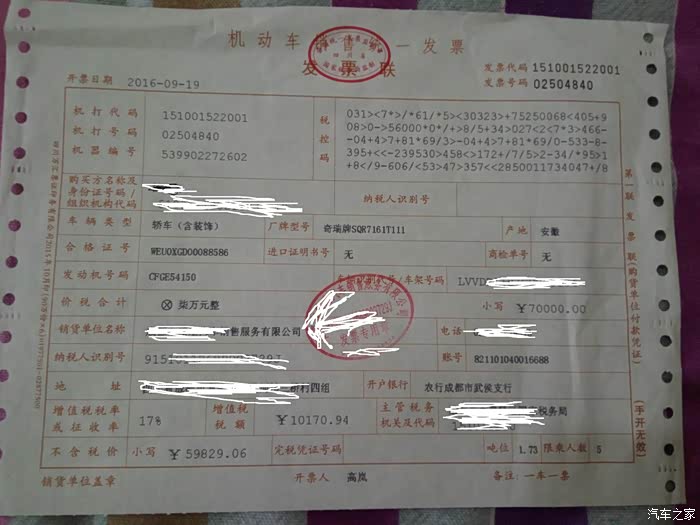 机动车销售统一发票
发票联
开票日期 2016-09-19
发票代码 151001522001
发票号码 02504840
机打代码 151001522001
机打号码 02504840
机器编号 539902272602
税控码
031><7*>/*61/*5><30323>+75250068<405+9
08>0->-56000*0*/+>8/5+34>027<2<7*3>466-
-04+4>7+81*69/3>-04+4>7+81*69/0-533-8-
395+<<-239530>458<>172+/7/5>2-34/*95>1
+8</9-606/<53>47*357<<2850011734047+/8
购买方名称及
身份证号码/
组织机构代码
纳税人识别号
车辆类型 轿车(含装饰) 厂牌型号 奇瑞牌SQR7161T111 产地 安徽
合格证号 WEU0XGD00088586 进口证明书号 无 商检单号 无
发动机号码 CFGE54150 /车架号码 LVVD
价税合计 ⊗柒万元整 小写 ¥70000.00
销货单位名称 销售服务有限公司 电话
纳税人识别号 915 账号 821101040016688
地址 四组 开户银行 农行成都市武侯支行
增值税税率
或征收率 17% 增值税
税额 ¥10170.94 主管税务
机关及代码 税务局
不含税价 小写 ¥59829.06 完税凭证号码 吨位 1.73 限乘人数 5
销货单位盖章 开票人 高岚 备注:一车一票
第一联 发票联(购货单位付款凭证)
(手开无效)
发票专用章
汽车之家